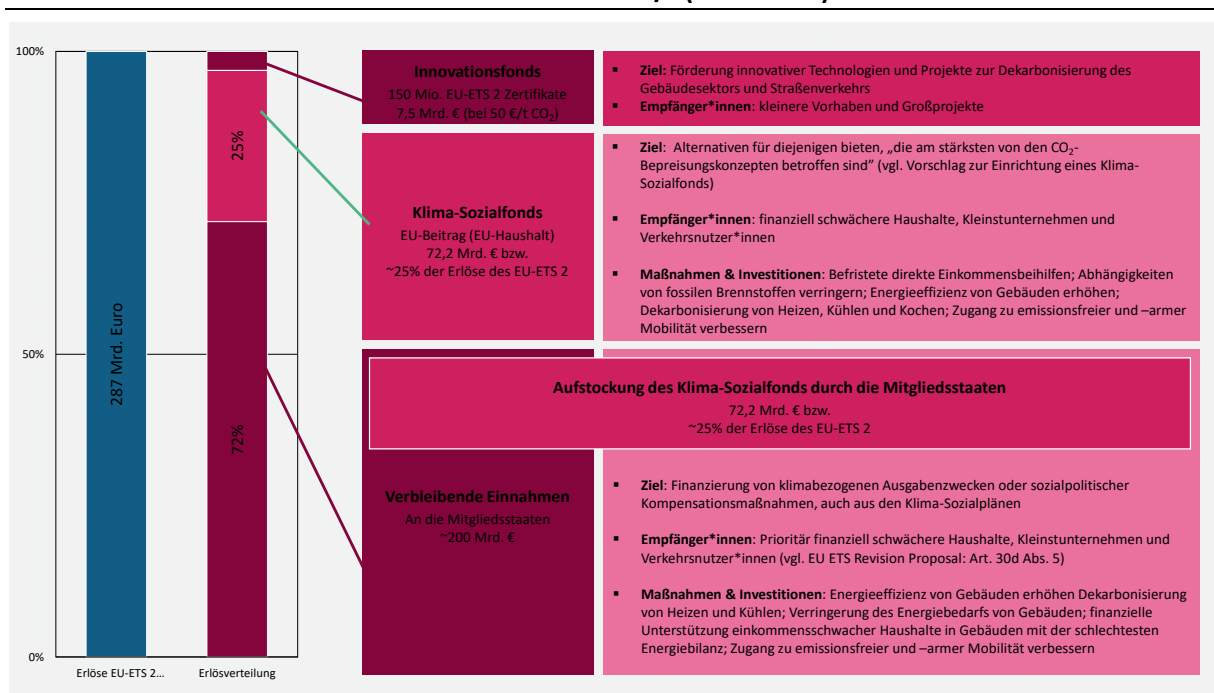 100%
50%
0%
287 Mrd. Euro
25%
72%
Erlöse EU-ETS 2…
Erlösverteilung
Innovationsfonds
150 Mio. EU-ETS 2 Zertifikate
7,5 Mrd. € (bei 50 €/t CO₂)
▪ Ziel: Förderung innovativer Technologien und Projekte zur Dekarbonisierung des
Gebäudesektors und Straßenverkehrs
▪ Empfänger*innen: kleinere Vorhaben und Großprojekte
Klima-Sozialfonds
EU-Beitrag (EU-Haushalt)
72,2 Mrd. € bzw.
~25% der Erlöse des EU-ETS 2
▪ Ziel: Alternativen für diejenigen bieten, „die am stärksten von den CO₂-
Bepreisungskonzepten betroffen sind” (vgl. Vorschlag zur Einrichtung eines Klima-
Sozialfonds)
▪ Empfänger*innen: finanziell schwächere Haushalte, Kleinstunternehmen und
Verkehrsnutzer*innen
▪ Maßnahmen & Investitionen: Befristete direkte Einkommensbeihilfen; Abhängigkeiten
von fossilen Brennstoffen verringern; Energieeffizienz von Gebäuden erhöhen;
Dekarbonisierung von Heizen, Kühlen und Kochen; Zugang zu emissionsfreier und –armer
Mobilität verbessern
Aufstockung des Klima-Sozialfonds durch die Mitgliedsstaaten
72,2 Mrd. € bzw.
~25% der Erlöse des EU-ETS 2
Verbleibende Einnahmen
An die Mitgliedsstaaten
~200 Mrd. €
▪ Ziel: Finanzierung von klimabezogenen Ausgabenzwecken oder sozialpolitischer
Kompensationsmaßnahmen, auch aus den Klima-Sozialplänen
▪ Empfänger*innen: Prioritär finanziell schwächere Haushalte, Kleinstunternehmen und
Verkehrsnutzer*innen (vgl. EU ETS Revision Proposal: Art. 30d Abs. 5)
▪ Maßnahmen & Investitionen: Energieeffizienz von Gebäuden erhöhen Dekarbonisierung
von Heizen und Kühlen; Verringerung des Energiebedarfs von Gebäuden; finanzielle
Unterstützung einkommensschwacher Haushalte in Gebäuden mit der schlechtesten
Energiebilanz; Zugang zu emissionsfreier und –armer Mobilität verbessern